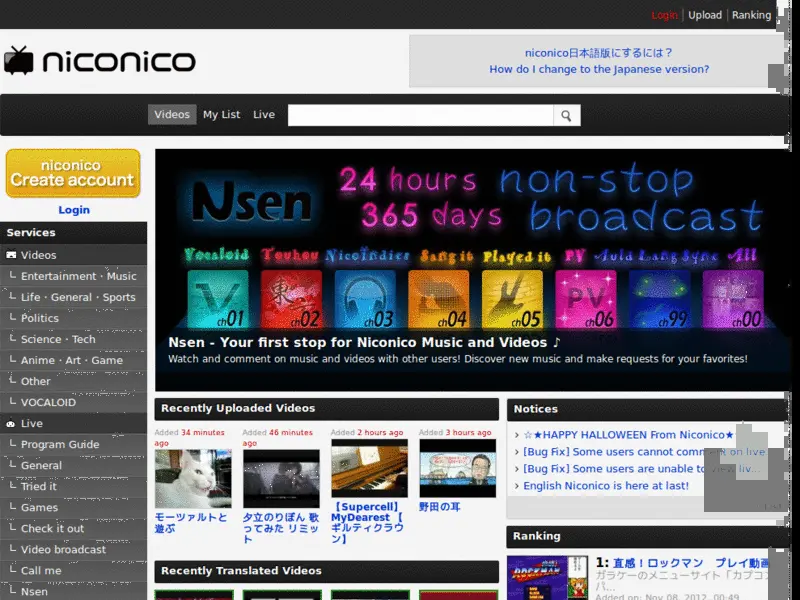 Login Upload Ranking
niconico
niconico日本語版にするには？
How do I change to the Japanese version?
Videos My List Live
niconico
Create account
Login
Services
Videos
Entertainment・Music
Life・General・Sports
Politics
Science・Tech
Anime・Art・Game
Other
VOCALOID
Live
Program Guide
General
Tried it
Games
Check it out
Video broadcast
Call me
Nsen
Nsen
24 hours non-stop
365 days broadcast
Vocaloid Touhou NicoIndies Sang it Played it PV Auld Lang Sync All
V 東 PV
ch01 ch02 ch03 ch04 ch05 ch06 ch99 ch00
Nsen - Your first stop for Niconico Music and Videos ♪
Watch and comment on music and videos with other users! Discover new music and make requests for your favorites!
Recently Uploaded Videos
Added 34 minutes ago
モーツァルトと遊ぶ
Added 46 minutes ago
夕立のりぼん 歌ってみた リミット
Added 2 hours ago
【Supercell】MyDearest【ギルティクラウン】
Added 3 hours ago
野田の耳
Recently Translated Videos
Notices
☆★HAPPY HALLOWEEN From Niconico★
[Bug Fix] Some users cannot comment on live
[Bug Fix] Some users are unable to view liv...
English Niconico is here at last!
Ranking
ROCKMAN
1: 直感！ロックマン　プレイ動画
ガラケーのメニューサイト「カプコンパ...
Added on: Nov 08, 2012, 00:49